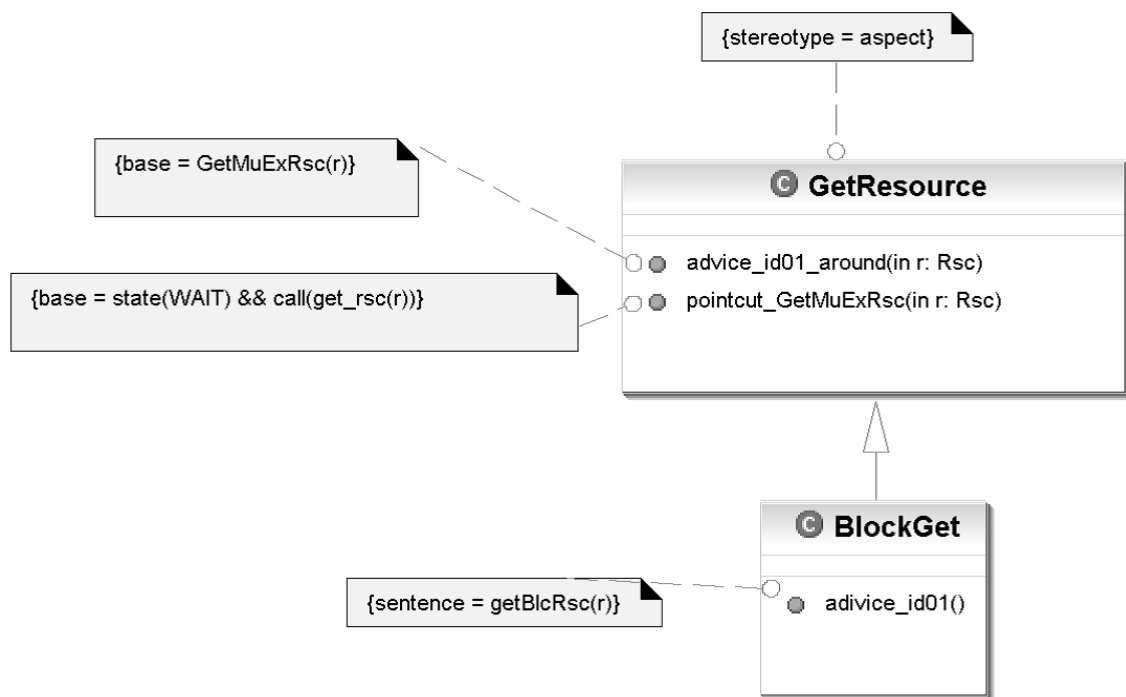 {stereotype = aspect}
{base = GetMuExRsc(r)}
C GetResource
advice_id01_around(in r: Rsc)
{base = state(WAIT) && call(get_rsc(r))}
pointcut_GetMuExRsc(in r: Rsc)
C BlockGet
{sentence = getBlcRsc(r)}
adivice_id01()